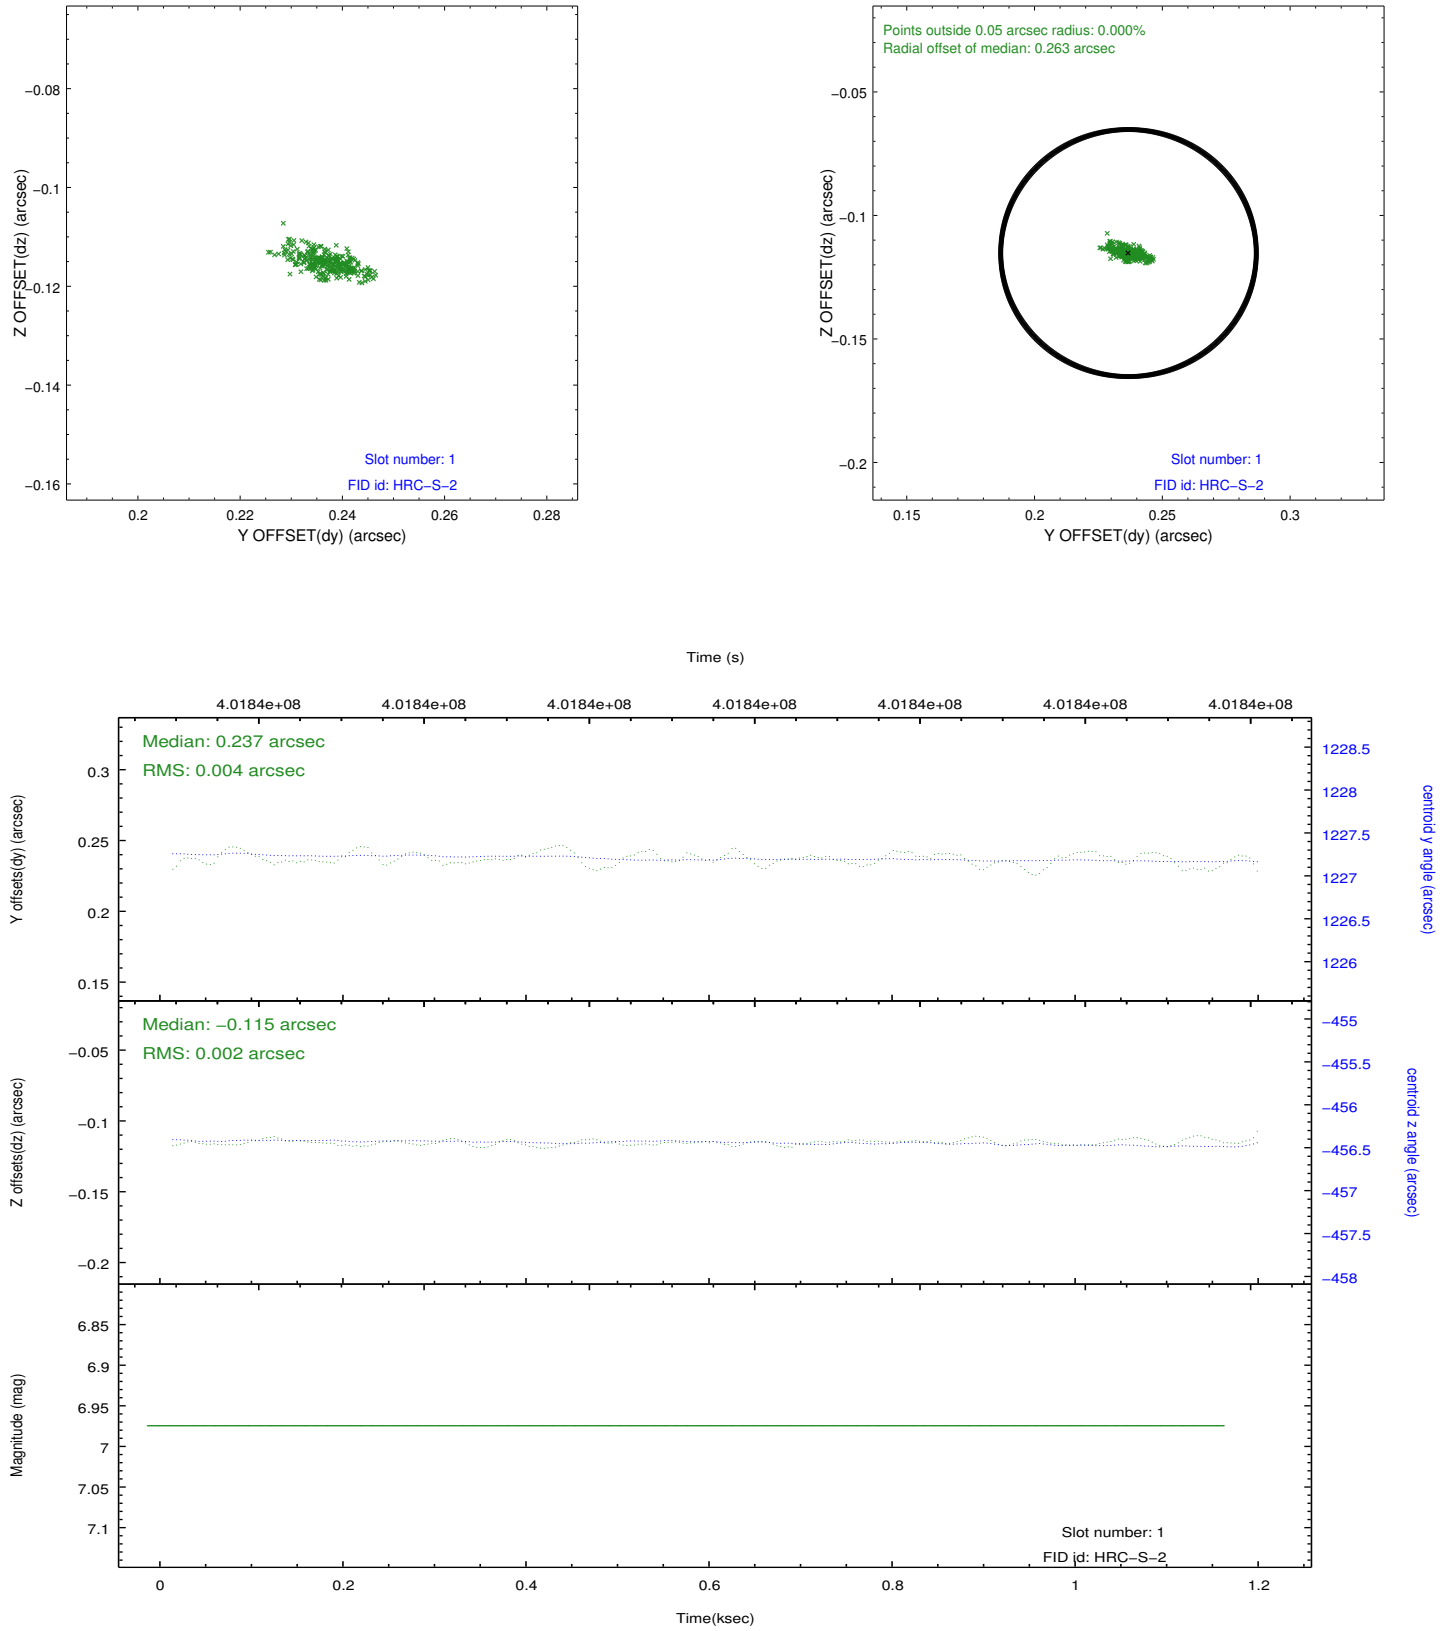 −0.08
−0.1
−0.12
−0.14
−0.16
Z OFFSET(dz) (arcsec)
Slot number: 1
FID id: HRC−S−2
0.2 0.22 0.24 0.26 0.28
Y OFFSET(dy) (arcsec)
Points outside 0.05 arcsec radius: 0.000%
Radial offset of median: 0.263 arcsec
−0.05
−0.1
−0.15
−0.2
Z OFFSET(dz) (arcsec)
Slot number: 1
FID id: HRC−S−2
0.15 0.2 0.25 0.3
Y OFFSET(dy) (arcsec)
Time (s)
4.0184e+08 4.0184e+08 4.0184e+08 4.0184e+08 4.0184e+08 4.0184e+08 4.0184e+08
Median: 0.237 arcsec
RMS: 0.004 arcsec
0.3
0.25
0.2
0.15
Y offsets(dy) (arcsec)
1228.5
1228
1227.5
1227
1226.5
1226
centroid y angle (arcsec)
Median: −0.115 arcsec
RMS: 0.002 arcsec
−0.05
−0.1
−0.15
−0.2
Z offsets(dz) (arcsec)
−455
−455.5
−456
−456.5
−457
−457.5
−458
centroid z angle (arcsec)
6.85
6.9
6.95
7
7.05
7.1
Magnitude (mag)
Slot number: 1
FID id: HRC−S−2
0 0.2 0.4 0.6 0.8 1 1.2
Time(ksec)